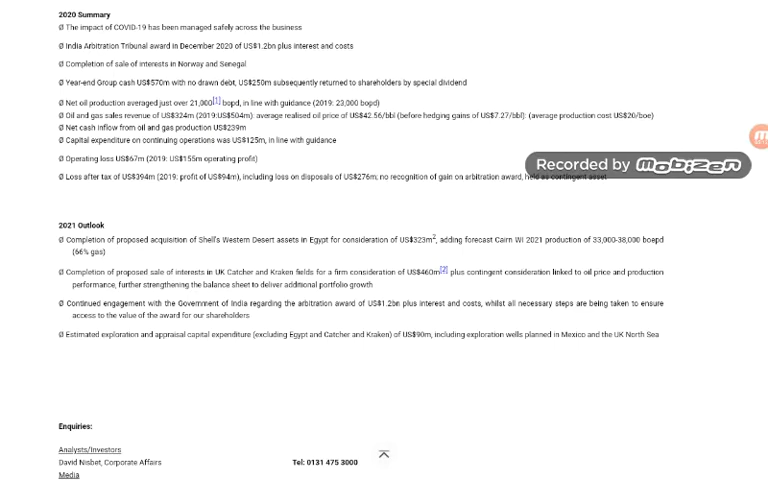 2020 Summary
Ø The impact of COVID-19 has been managed safely across the business
Ø India Arbitration Tribunal award in December 2020 of US$1.2bn plus interest and costs
Ø Completion of sale of interests in Norway and Senegal
Ø Year-end Group cash US$570m with no drawn debt, US$250m subsequently returned to shareholders by special dividend
Ø Net oil production averaged just over 21,000[1] bopd, in line with guidance (2019: 23,000 bopd)
Ø Oil and gas sales revenue of US$324m (2019:US$504m): average realised oil price of US$42.56/bbl (before hedging gains of US$7.27/bbl): (average production cost US$20/boe)
Ø Net cash inflow from oil and gas production US$239m
Ø Capital expenditure on continuing operations was US$125m, in line with guidance
Ø Operating loss US$67m (2019: US$155m operating profit)
Recorded by mobizen
Ø Loss after tax of US$394m (2019: profit of US$94m), including loss on disposals of US$276m; no recognition of gain on arbitration award, held as contingent asset
2021 Outlook
Ø Completion of proposed acquisition of Shell's Western Desert assets in Egypt for consideration of US$323m2, adding forecast Cairn WI 2021 production of 33,000-38,000 boepd
(66% gas)
Ø Completion of proposed sale of interests in UK Catcher and Kraken fields for a firm consideration of US$460m[2] plus contingent consideration linked to oil price and production
performance, further strengthening the balance sheet to deliver additional portfolio growth
Ø Continued engagement with the Government of India regarding the arbitration award of US$1.2bn plus interest and costs, whilst all necessary steps are being taken to ensure
access to the value of the award for our shareholders
Ø Estimated exploration and appraisal capital expenditure (excluding Egypt and Catcher and Kraken) of US$90m, including exploration wells planned in Mexico and the UK North Sea
Enquiries:
Analysts/Investors
David Nisbet, Corporate Affairs Tel: 0131 475 3000
Media